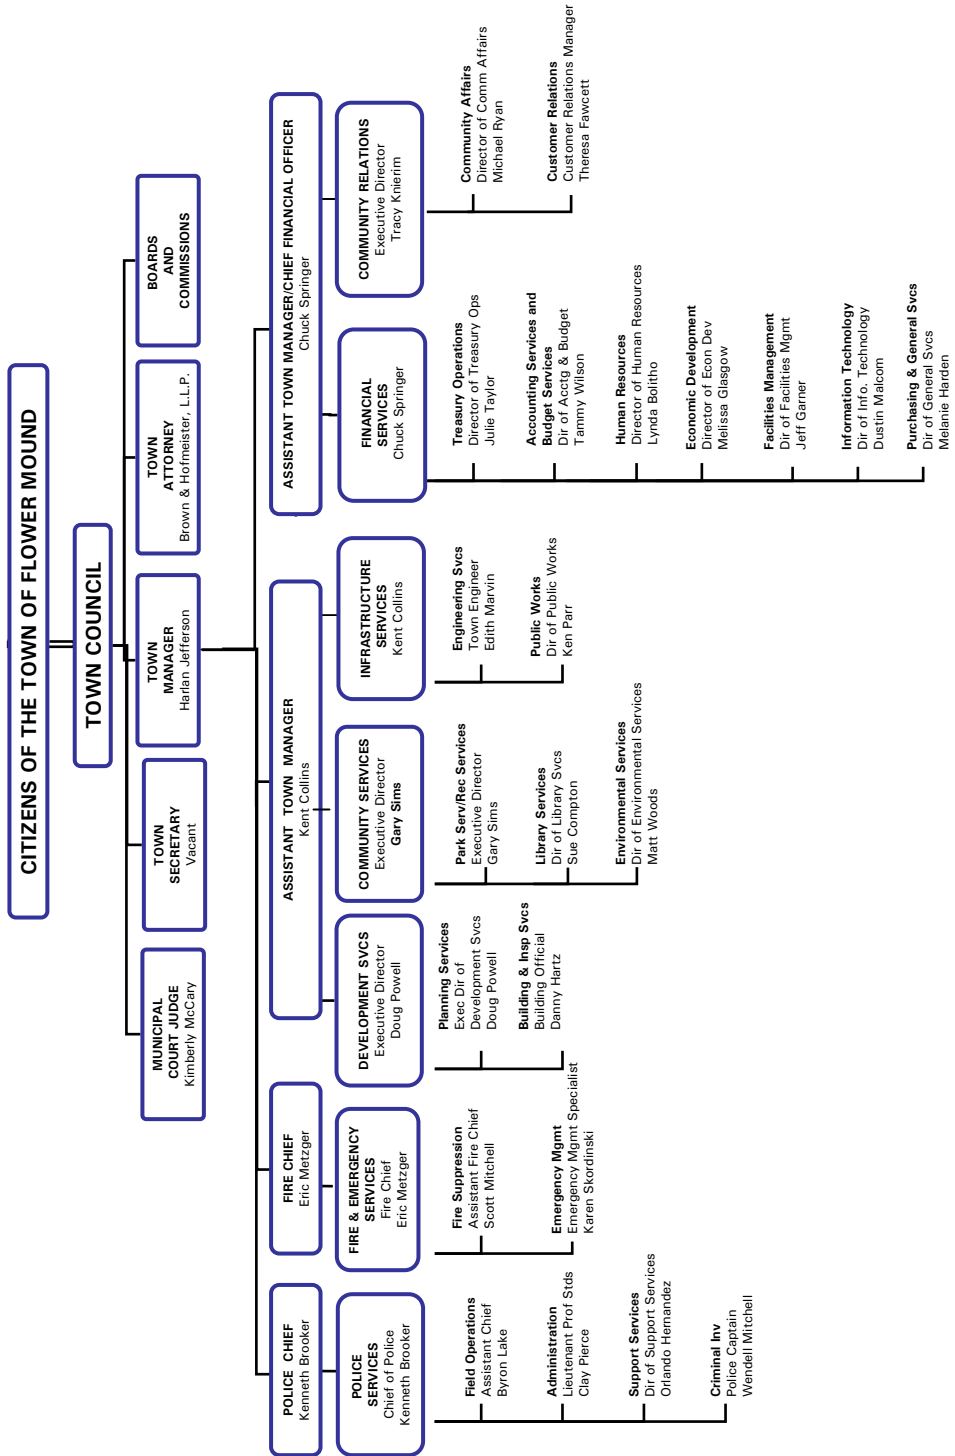 CITIZENS OF THE TOWN OF FLOWER MOUND
TOWN COUNCIL
MUNICIPAL
COURT JUDGE
Kimberly McCary
TOWN
SECRETARY
Vacant
TOWN
MANAGER
Harlan Jefferson
TOWN
ATTORNEY
Brown & Hofmeister, L.L.P.
BOARDS
AND
COMMISSIONS
POLICE CHIEF
Kenneth Brooker
FIRE CHIEF
Eric Metzger
ASSISTANT TOWN MANAGER
Kent Collins
ASSISTANT TOWN MANAGER/CHIEF FINANCIAL OFFICER
Chuck Springer
POLICE
SERVICES
Chief of Police
Kenneth Brooker
FIRE & EMERGENCY
SERVICES
Fire Chief
Eric Metzger
DEVELOPMENT SVCS
Executive Director
Doug Powell
COMMUNITY SERVICES
Executive Director
Gary Sims
INFRASTRUCTURE
SERVICES
Kent Collins
FINANCIAL
SERVICES
Chuck Springer
COMMUNITY RELATIONS
Executive Director
Tracy Knierim
Field Operations
Assistant Chief
Byron Lake
Administration
Lieutenant Prof Stds
Clay Pierce
Support Services
Dir of Support Services
Orlando Hernandez
Criminal Inv
Police Captain
Wendell Mitchell
Fire Suppression
Assistant Fire Chief
Scott Mitchell
Emergency Mgmt
Emergency Mgmt Specialist
Karen Skordinski
Planning Services
Exec Dir of
Development Svcs
Doug Powell
Building & Insp Svcs
Building Official
Danny Hartz
Park Serv/Rec Services
Executive Director
Gary Sims
Library Services
Dir of Library Svcs
Sue Compton
Environmental Services
Dir of Environmental Services
Matt Woods
Engineering Svcs
Town Engineer
Edith Marvin
Public Works
Dir of Public Works
Ken Parr
Treasury Operations
Director of Treasury Ops
Julie Taylor
Accounting Services and
Budget Services
Dir of Acctg & Budget
Tammy Wilson
Human Resources
Director of Human Resources
Lynda Bolitho
Economic Development
Director of Econ Dev
Melissa Glasgow
Facilities Management
Dir of Facilities Mgmt
Jeff Garner
Information Technology
Dir of Info. Technology
Dustin Malcom
Purchasing & General Svcs
Dir of General Svcs
Melanie Harden
Community Affairs
Director of Comm Affairs
Michael Ryan
Customer Relations
Customer Relations Manager
Theresa Fawcett